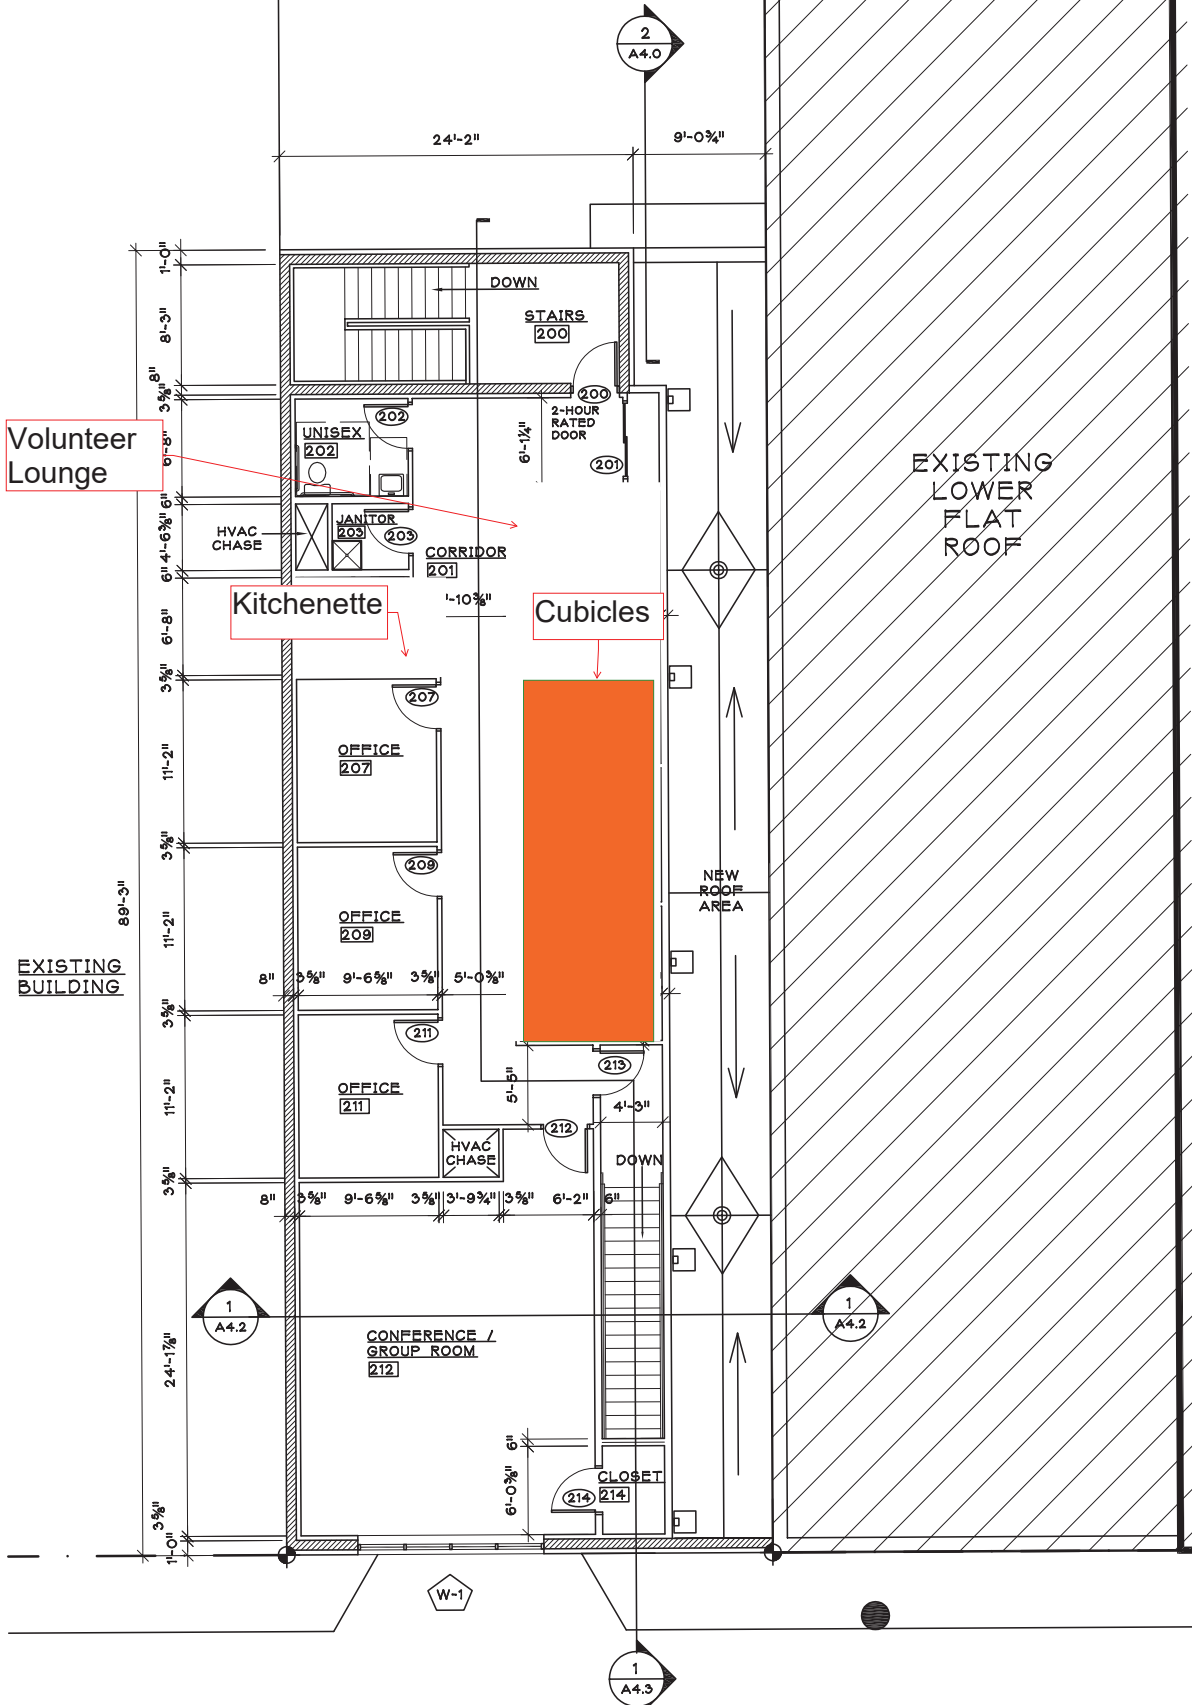 2
A4.0
24'-2"
9'-0¾"
1'-0"
8'-3"
8"
3⅝"
6'-8"
6"
4'-6⅜"
6"
6'-8"
3⅝"
11'-2"
3⅝"
11'-2"
3⅝"
11'-2"
3⅝"
24'-1⅞"
3⅝"
1'-0"
89'-3"
DOWN
STAIRS
200
200
2-HOUR
RATED
DOOR
6'-1¼"
201
202
UNISEX
202
Volunteer
Lounge
JANITOR
203
203
HVAC
CHASE
CORRIDOR
201
'-10⅜"
Kitchenette
Cubicles
EXISTING
LOWER
FLAT
ROOF
207
OFFICE
207
209
OFFICE
209
NEW
ROOF
AREA
EXISTING
BUILDING
8"
3⅝"
9'-6⅝"
3⅝"
5'-0⅜"
211
OFFICE
211
213
5'-5"
4'-3"
212
HVAC
CHASE
DOWN
8"
3⅝"
9'-6⅝"
3⅝"
3'-9¾"
3⅝"
6'-2"
6"
1
A4.2
1
A4.2
CONFERENCE /
GROUP ROOM
212
6"
6'-0⅜"
CLOSET
214
214
W-1
1
A4.3